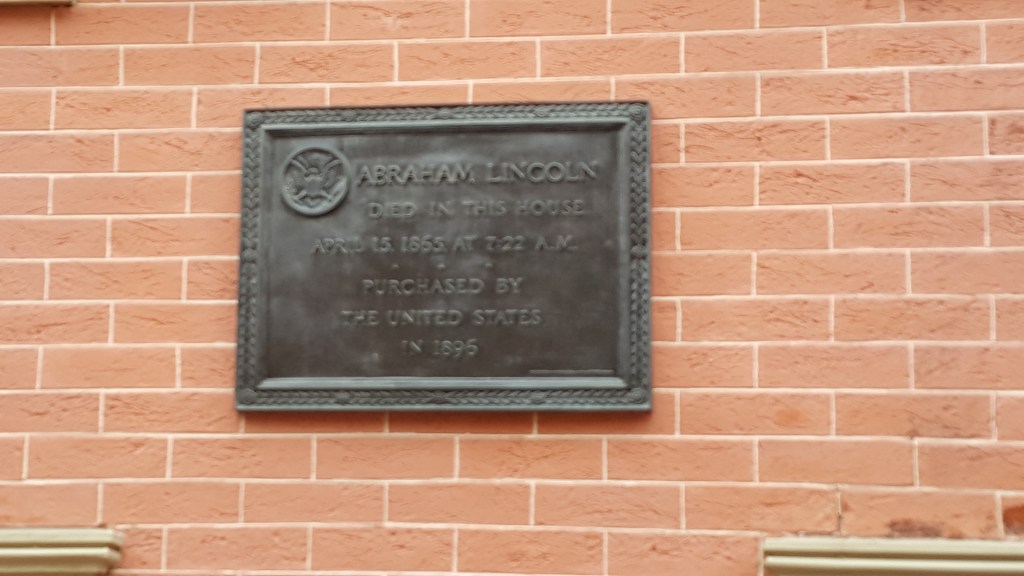 ABRAHAM LINCOLN
DIED IN THIS HOUSE
APRIL 15, 1865, AT 7:22 A.M.
PURCHASED BY
THE UNITED STATES
IN 1896